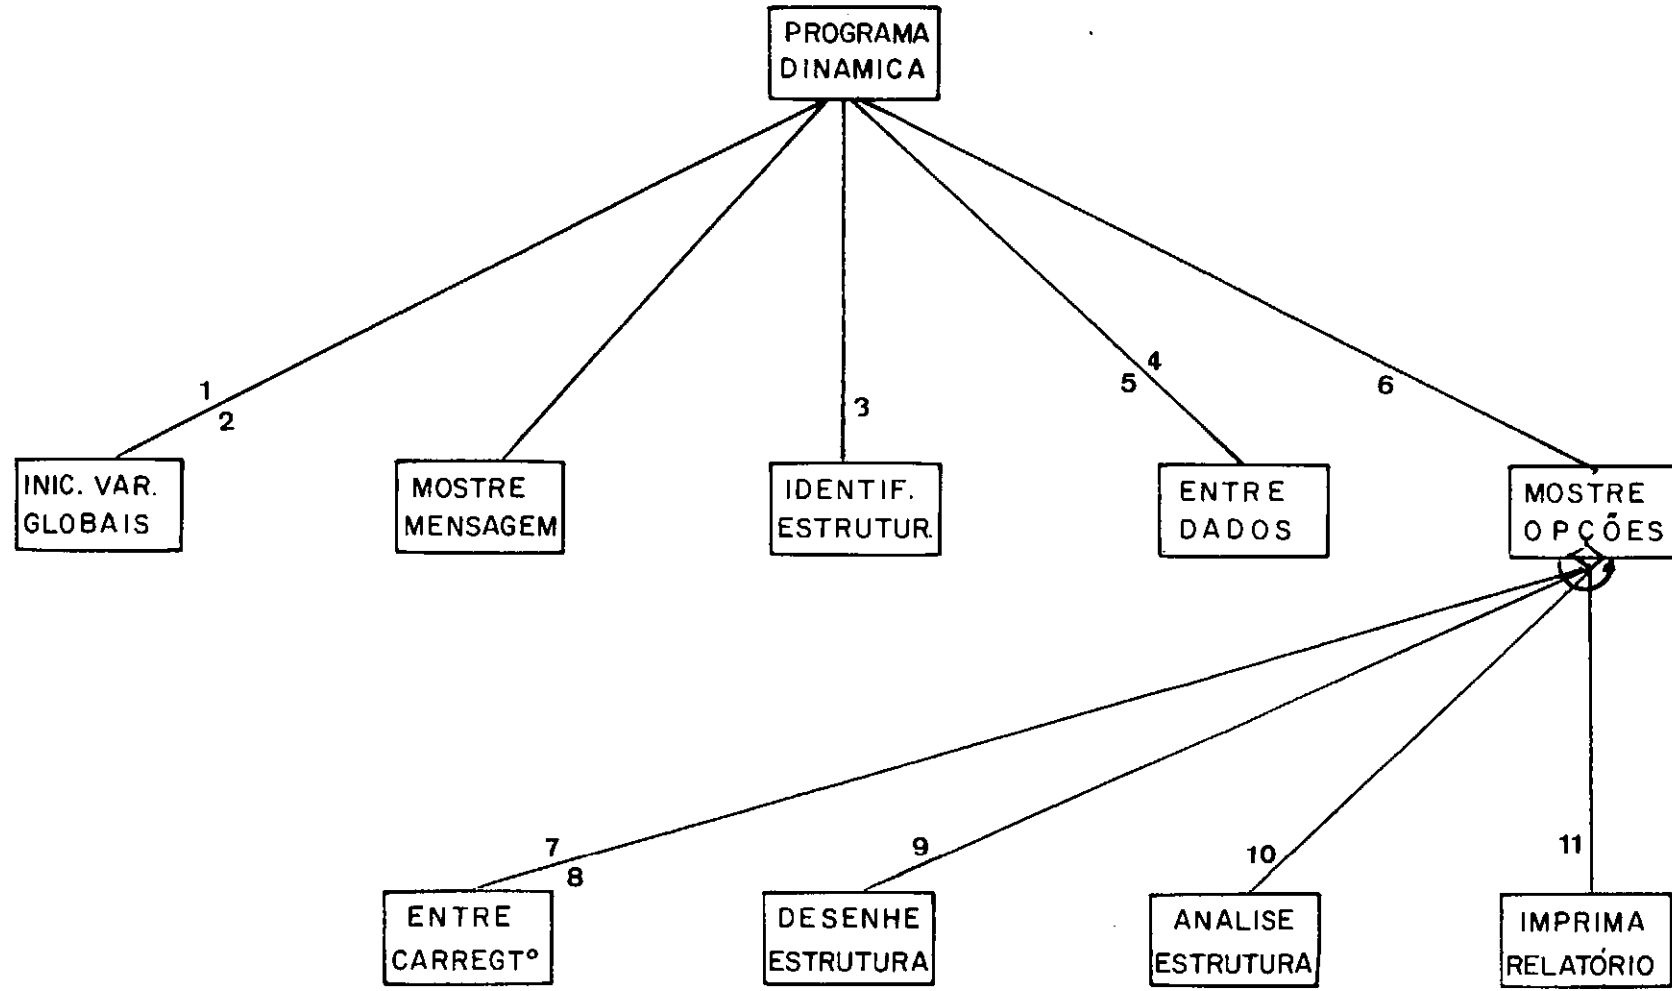 PROGRAMA
DINAMICA
1
2
3
4
5
6
INIC. VAR.
GLOBAIS
MOSTRE
MENSAGEM
IDENTIF.
ESTRUTUR.
ENTRE
DADOS
MOSTRE
OPÇÕES
7
8
9
10
11
ENTRE
CARREGTº
DESENHE
ESTRUTURA
ANALISE
ESTRUTURA
IMPRIMA
RELATÓRIO